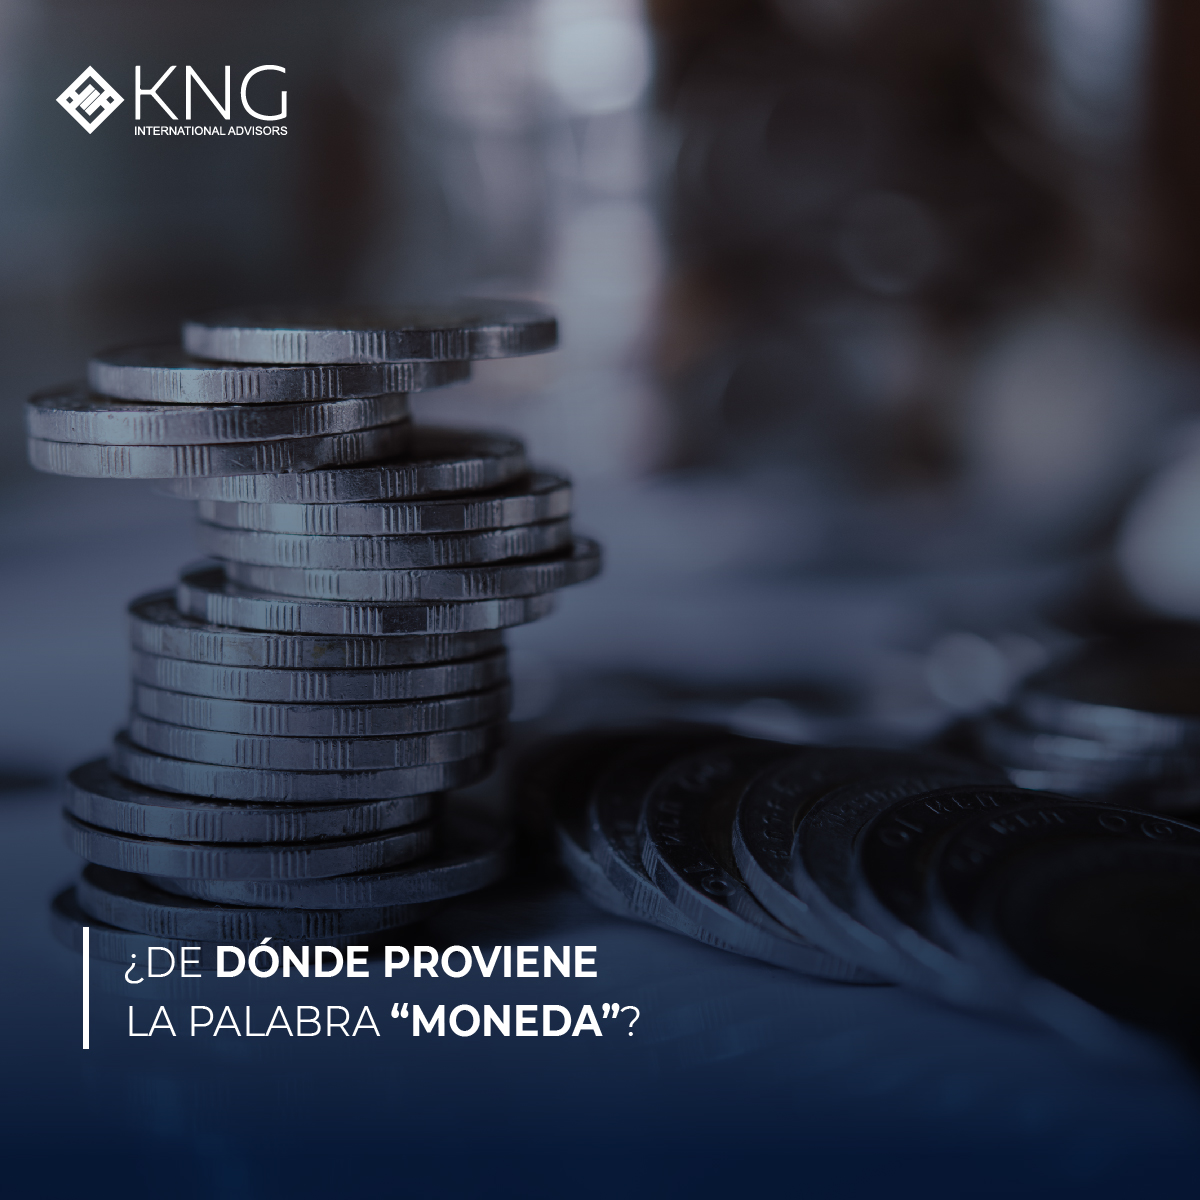 KNG
INTERNATIONAL ADVISORS
¿DE DÓNDE PROVIENE
LA PALABRA “MONEDA”?